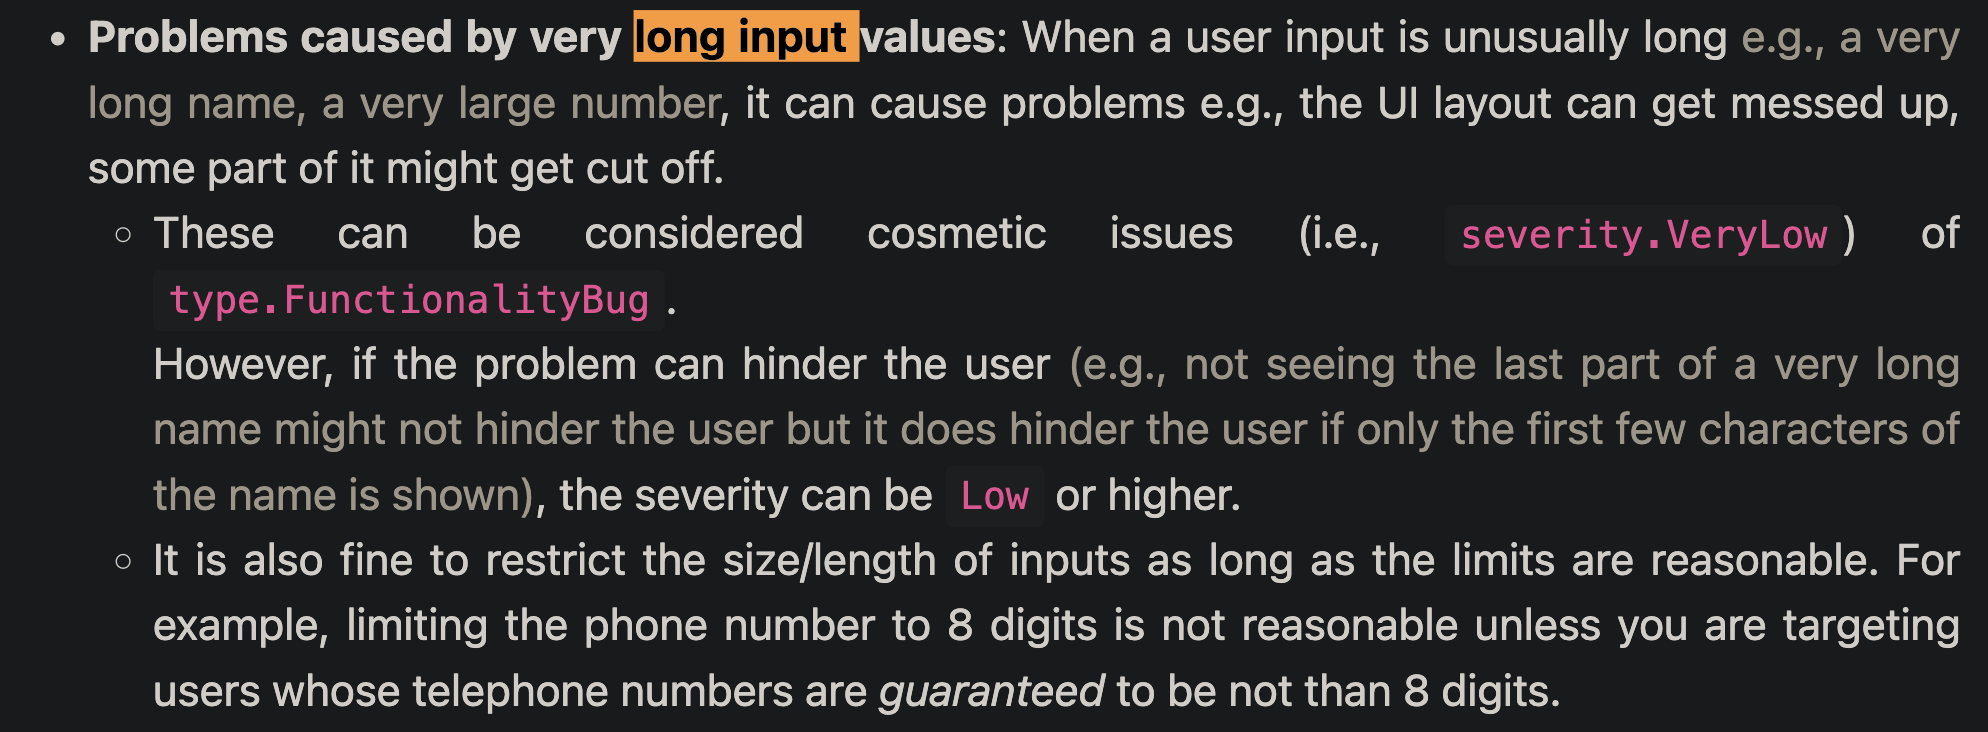 • Problems caused by very long input values: When a user input is unusually long e.g., a very
long name, a very large number, it can cause problems e.g., the UI layout can get messed up,
some part of it might get cut off.
○ These can be considered cosmetic issues (i.e., severity.VeryLow) of
type.FunctionalityBug.
However, if the problem can hinder the user (e.g., not seeing the last part of a very long
name might not hinder the user but it does hinder the user if only the first few characters of
the name is shown), the severity can be Low or higher.
○ It is also fine to restrict the size/length of inputs as long as the limits are reasonable. For
example, limiting the phone number to 8 digits is not reasonable unless you are targeting
users whose telephone numbers are guaranteed to be not than 8 digits.